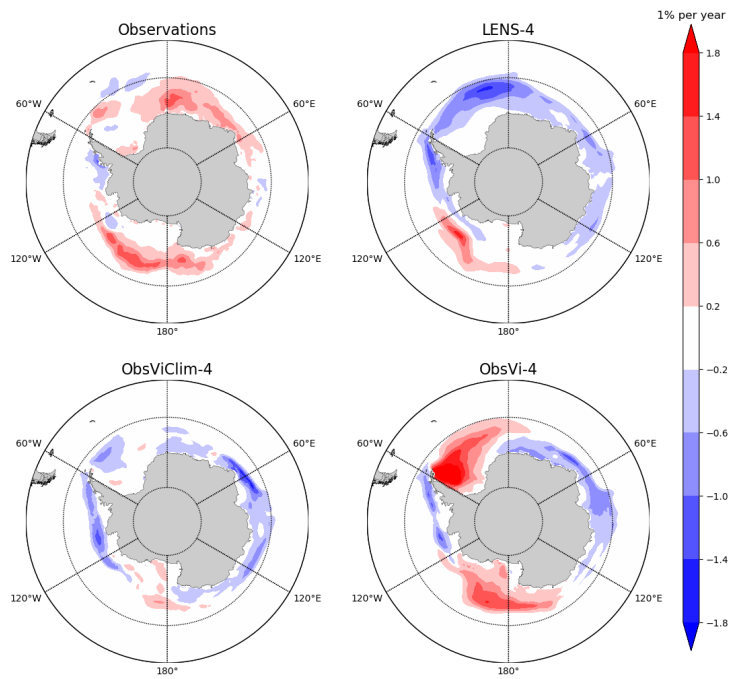 1% per year
Observations
LENS-4
60°W
60°E
60°W
60°E
120°W
120°E
120°W
120°E
180°
180°
ObsViClim-4
ObsVi-4
60°W
60°E
60°W
60°E
120°W
120°E
120°W
120°E
180°
180°
1.8
1.4
1.0
0.6
0.2
−0.2
−0.6
−1.0
−1.4
−1.8